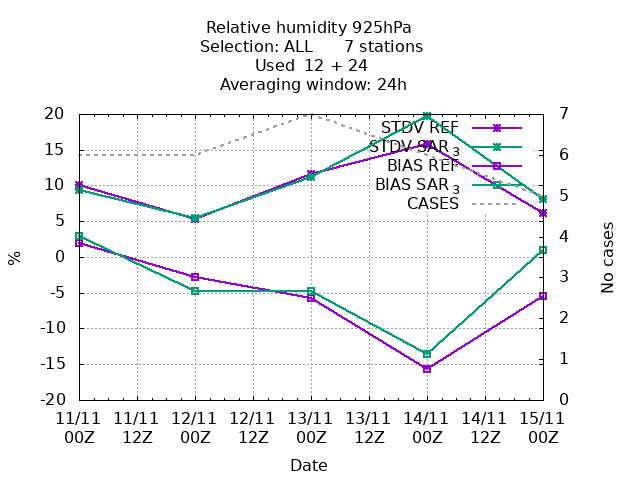 Relative humidity 925hPa
Selection: ALL 7 stations
Used 12 + 24
Averaging window: 24h
STDV REF
STDV SAR 3
BIAS REF
BIAS SAR 3
CASES
20
15
10
5
0
-5
-10
-15
-20
%
7
6
5
4
3
2
1
0
No cases
11/11 11/11 12/11 12/11 13/11 13/11 14/11 14/11 15/11
00Z 12Z 00Z 12Z 00Z 12Z 00Z 12Z 00Z
Date